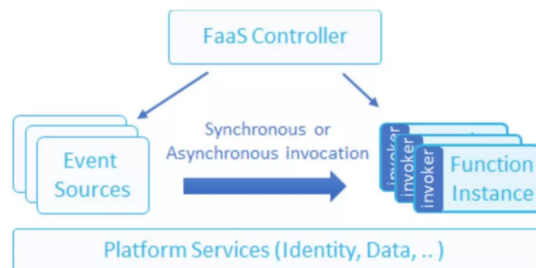 FaaS Controller
Synchronous or
Asynchronous invocation
Event
Sources
invoker
invoker
invoker
Function
Instance
Platform Services (Identity, Data, .. )